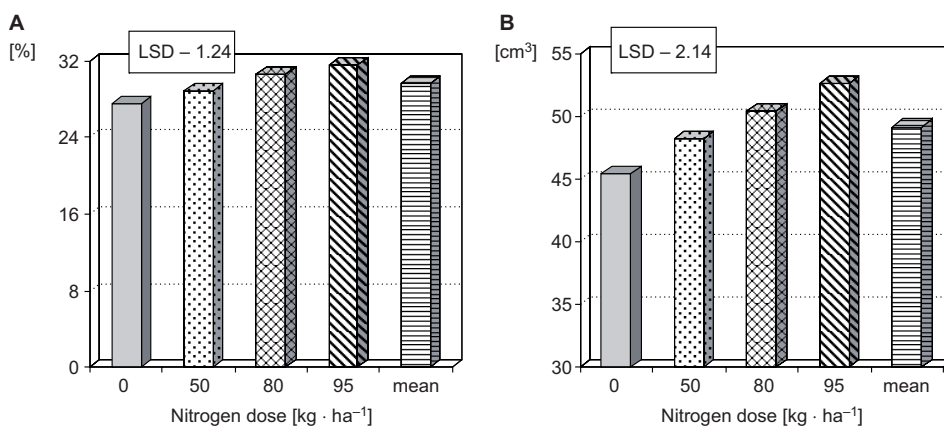 A
[%]
LSD – 1.24
32
24
16
8
0
0 50 80 95 mean
Nitrogen dose [kg · ha⁻¹]
B
[cm³]
LSD – 2.14
55
50
45
40
35
30
0 50 80 95 mean
Nitrogen dose [kg · ha⁻¹]